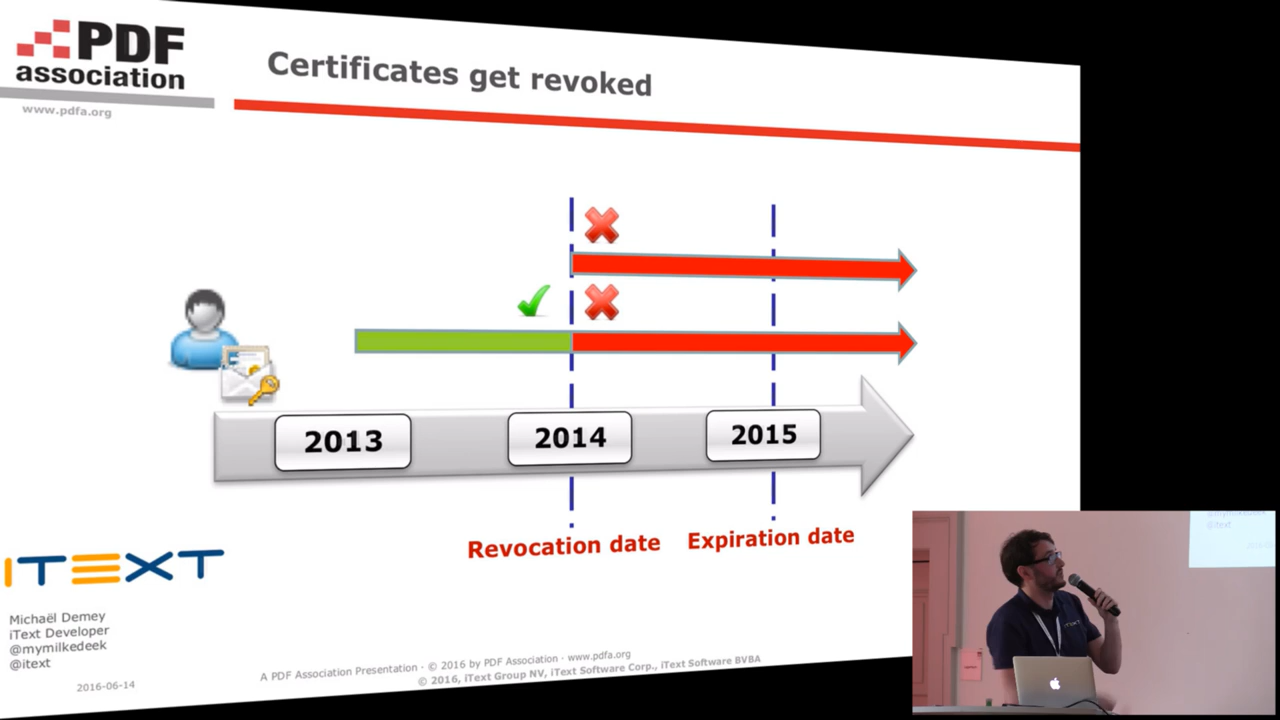 PDF
association
www.pdfa.org
Certificates get revoked
2013
2014
2015
Revocation date
Expiration date
iTEXT
Michaël Demey
iText Developer
@mymilkedeek
@itext
2016-06-14
A PDF Association Presentation · © 2016 by PDF Association · www.pdfa.org
© 2016, iText Group NV, iText Software Corp., iText Software BVBA
@mymilkedeek
@itext